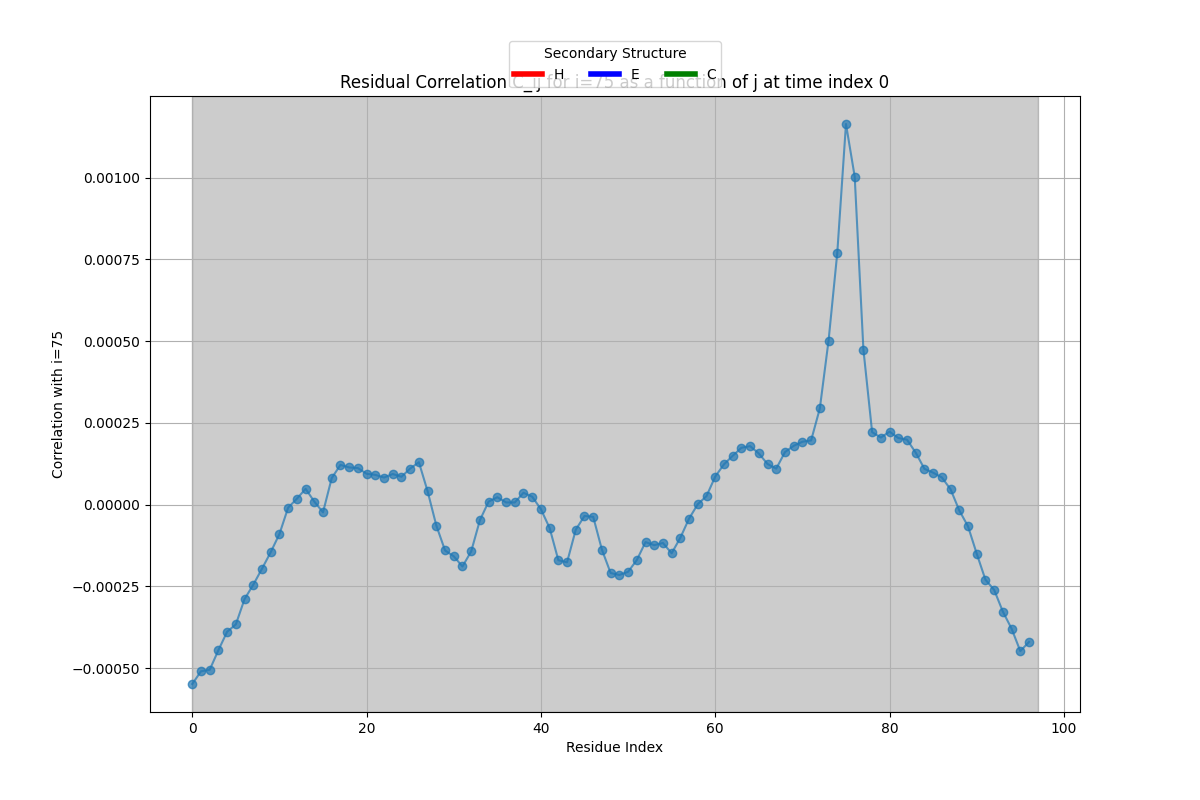 Secondary Structure
H E C
Residual Correlation C_ij for i=75 as a function of j at time index 0
Correlation with i=75
0.00100
0.00075
0.00050
0.00025
0.00000
−0.00025
−0.00050
0 20 40 60 80 100
Residue Index